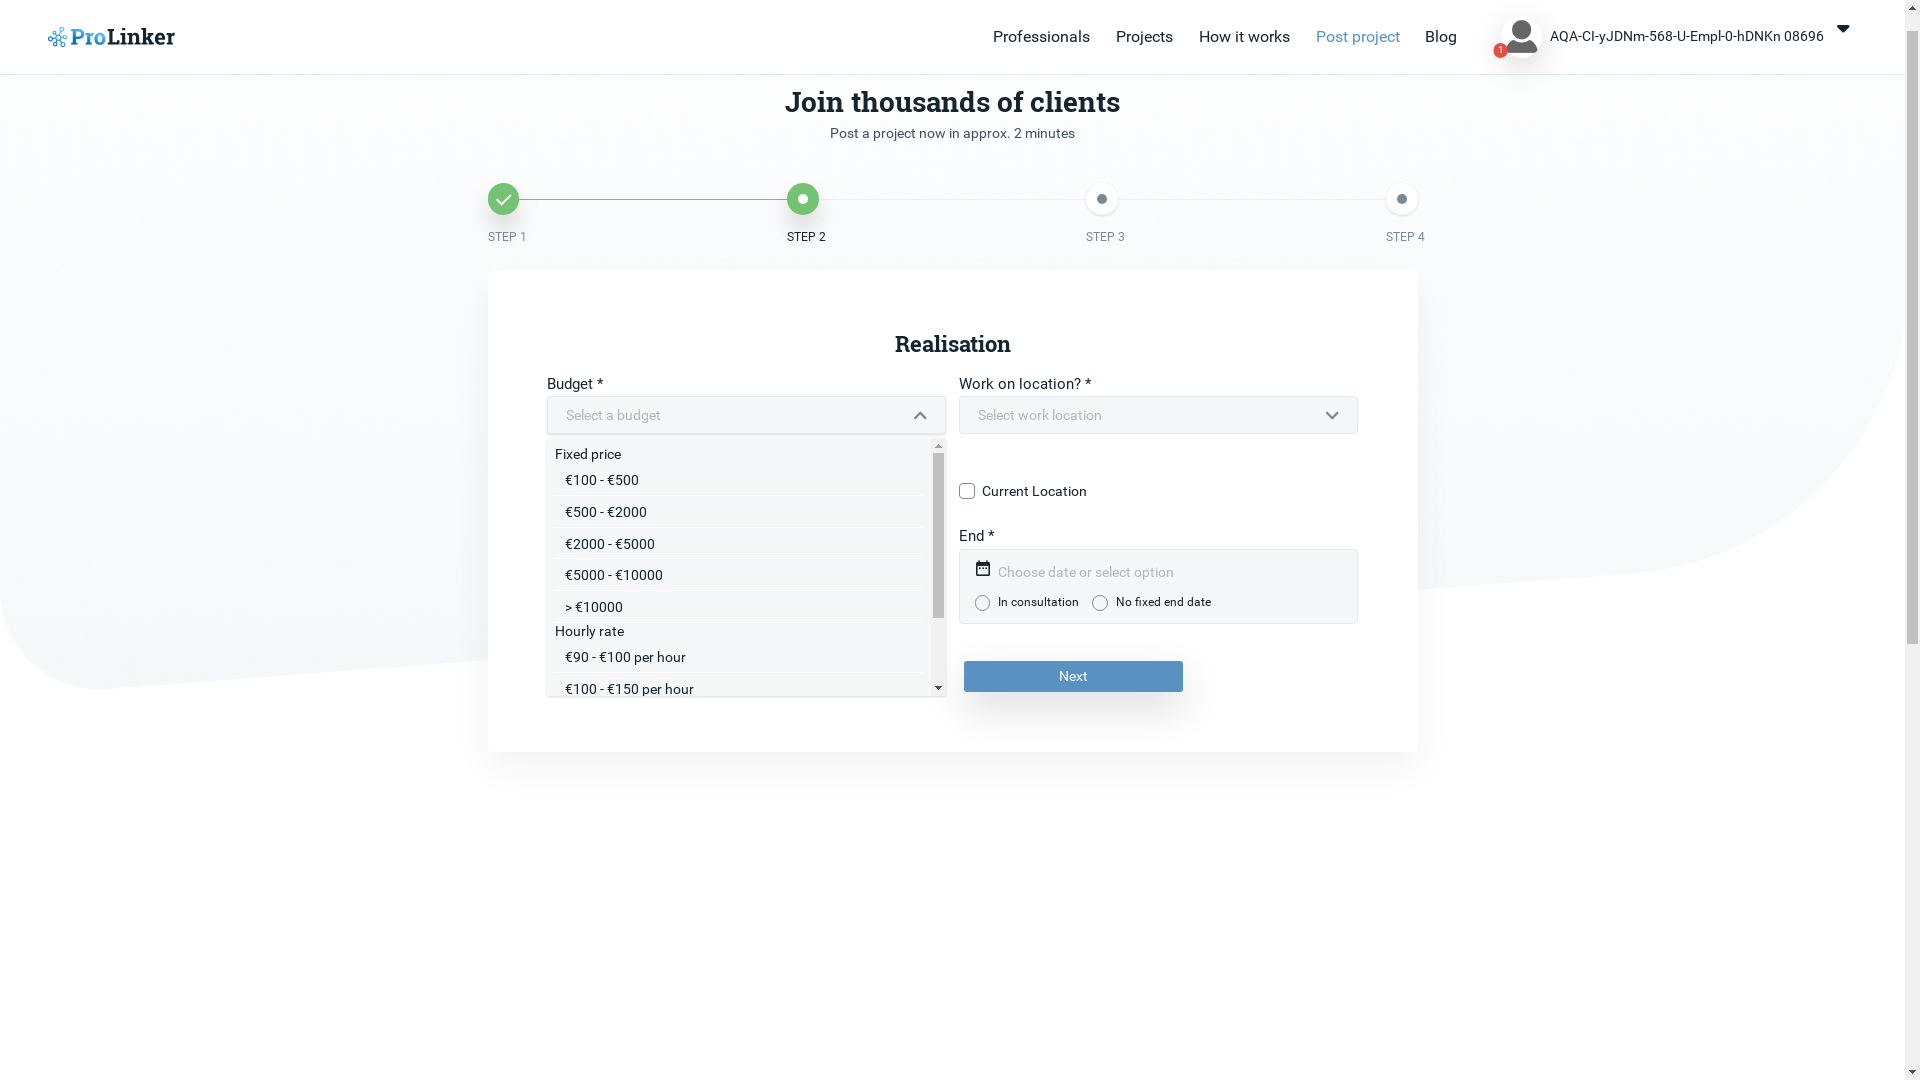 ProLinker
Professionals
Projects
How it works
Post project
Blog
1
AQA-CI-yJDNm-568-U-Empl-0-hDNKn 08696
Join thousands of clients
Post a project now in approx. 2 minutes
STEP 1
STEP 2
STEP 3
STEP 4
Realisation
Budget *
Select a budget
Fixed price
€100 - €500
€500 - €2000
€2000 - €5000
€5000 - €10000
> €10000
Hourly rate
€90 - €100 per hour
€100 - €150 per hour
Work on location? *
Select work location
Current Location
End *
Choose date or select option
In consultation
No fixed end date
Next